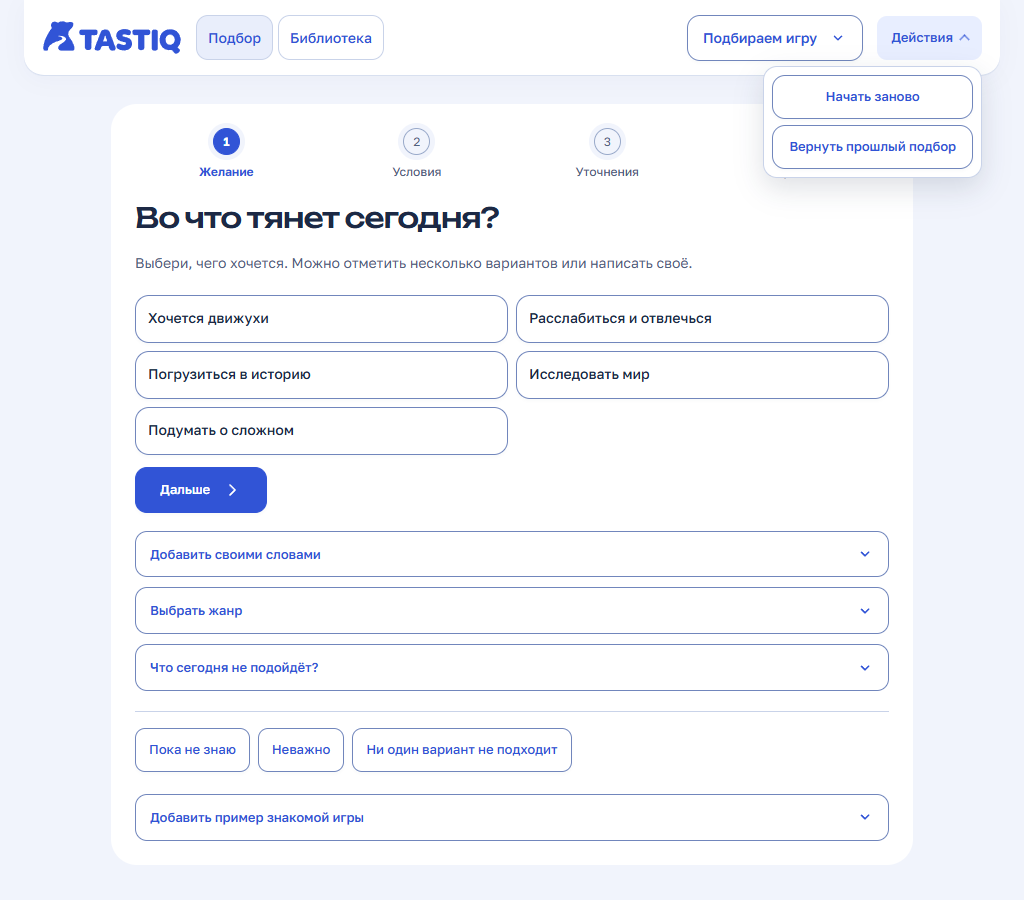 TASTIQ
Подбор
Библиотека
Подбираем игру
Действия
Начать заново
Вернуть прошлый подбор
1
2
3
Желание
Условия
Уточнения
Во что тянет сегодня?
Выбери, чего хочется. Можно отметить несколько вариантов или написать своё.
Хочется движухи
Расслабиться и отвлечься
Погрузиться в историю
Исследовать мир
Подумать о сложном
Дальше
Добавить своими словами
Выбрать жанр
Что сегодня не подойдёт?
Пока не знаю
Неважно
Ни один вариант не подходит
Добавить пример знакомой игры